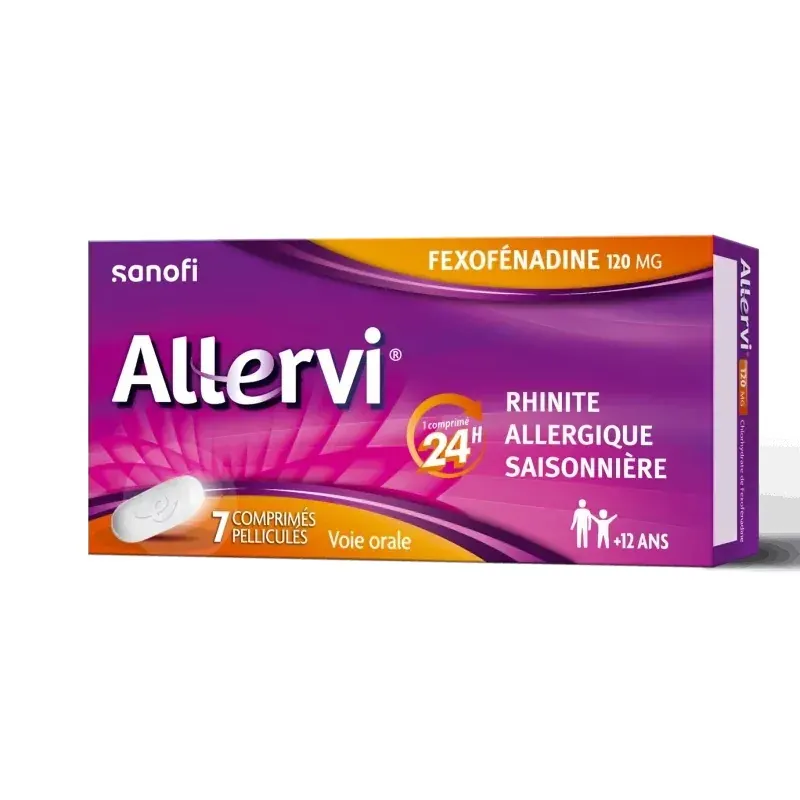 sanofi
FEXOFÉNADINE 120 MG
Allervi®
1 comprimé
24H
RHINITE
ALLERGIQUE
SAISONNIÈRE
7 COMPRIMÉS
PELLICULÉS
Voie orale
+12 ANS
Allervi®
120 MG
Chlorhydrate de fexofénadine